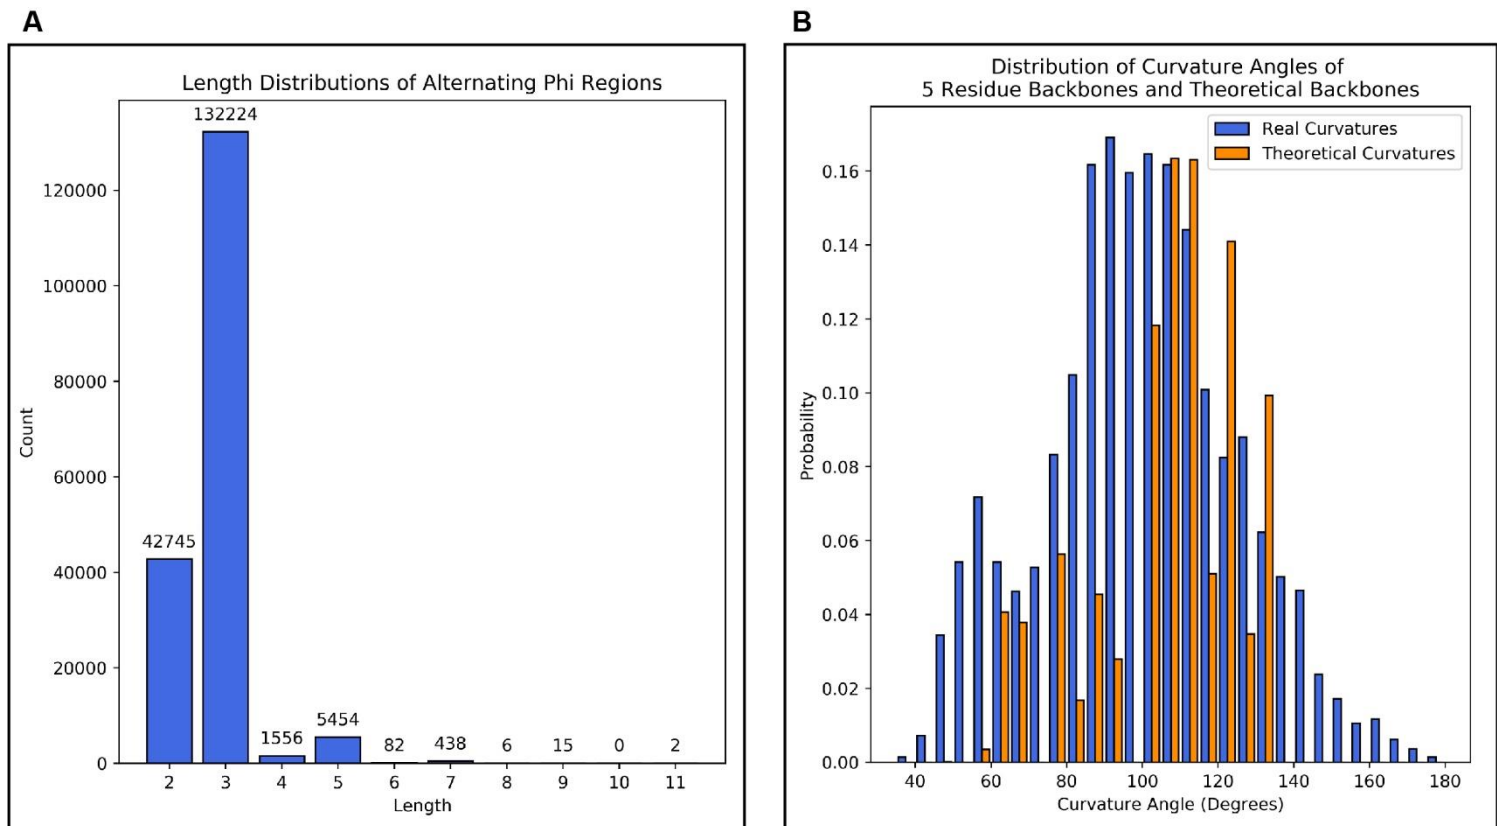 A
Length Distributions of Alternating Phi Regions
132224
42745
1556
5454
82
438
6
15
0
2
120000
100000
80000
60000
40000
20000
0
Count
2 3 4 5 6 7 8 9 10 11
Length
B
Distribution of Curvature Angles of
5 Residue Backbones and Theoretical Backbones
Real Curvatures
Theoretical Curvatures
0.16
0.14
0.12
0.10
0.08
0.06
0.04
0.02
0.00
Probability
40 60 80 100 120 140 160 180
Curvature Angle (Degrees)